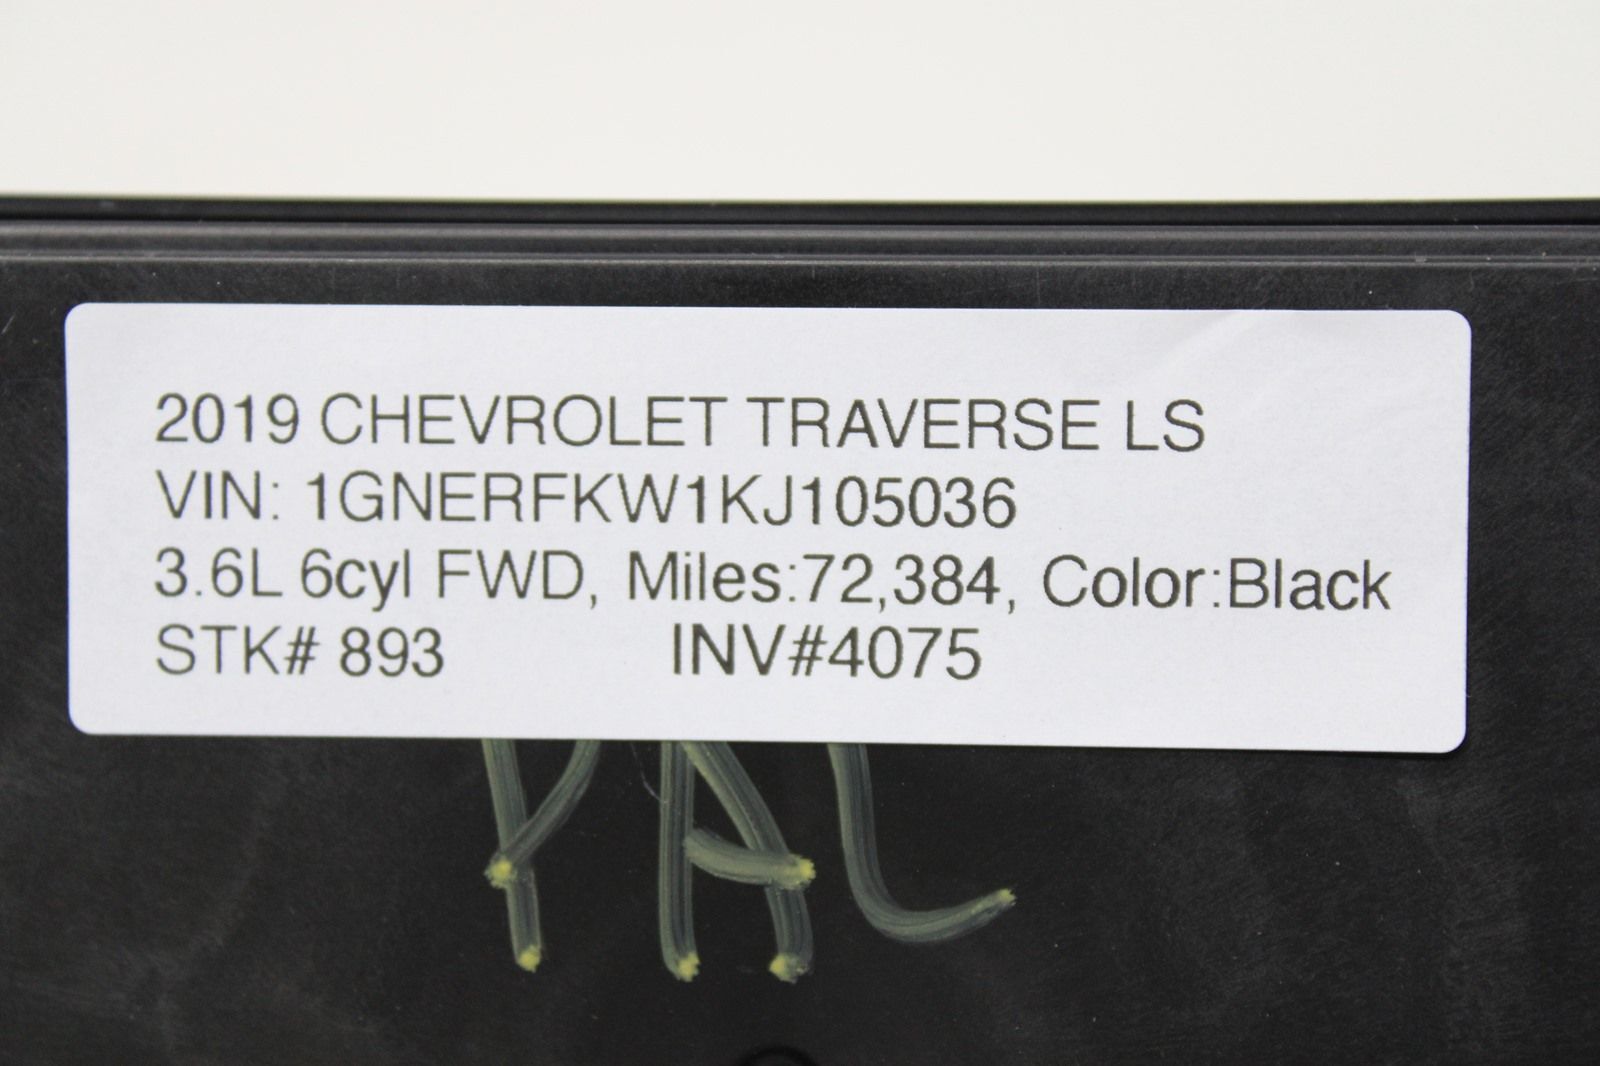 2019 CHEVROLET TRAVERSE LS
VIN: 1GNERFKW1KJ105036
3.6L 6cyl FWD, Miles:72,384, Color:Black
STK# 893 INV#4075